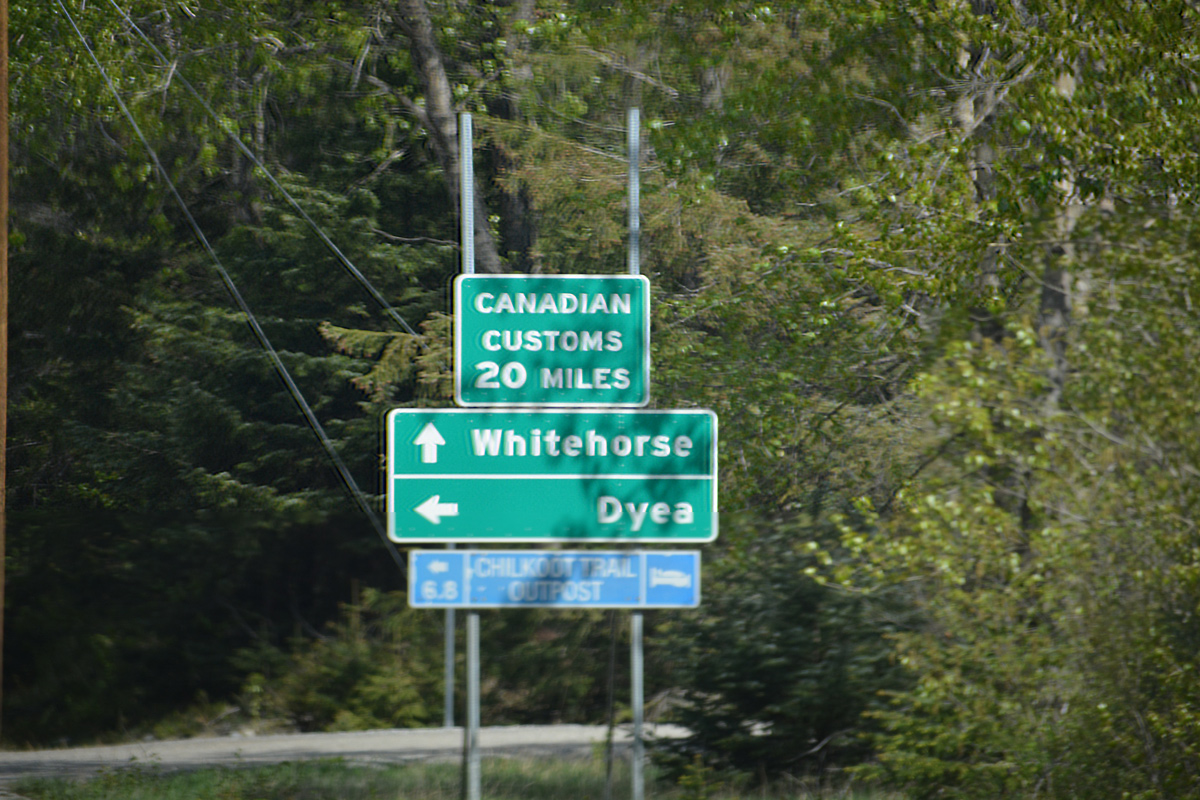 CANADIAN
CUSTOMS
20 MILES
Whitehorse
Dyea
6.8
CHILKOOT TRAIL
OUTPOST